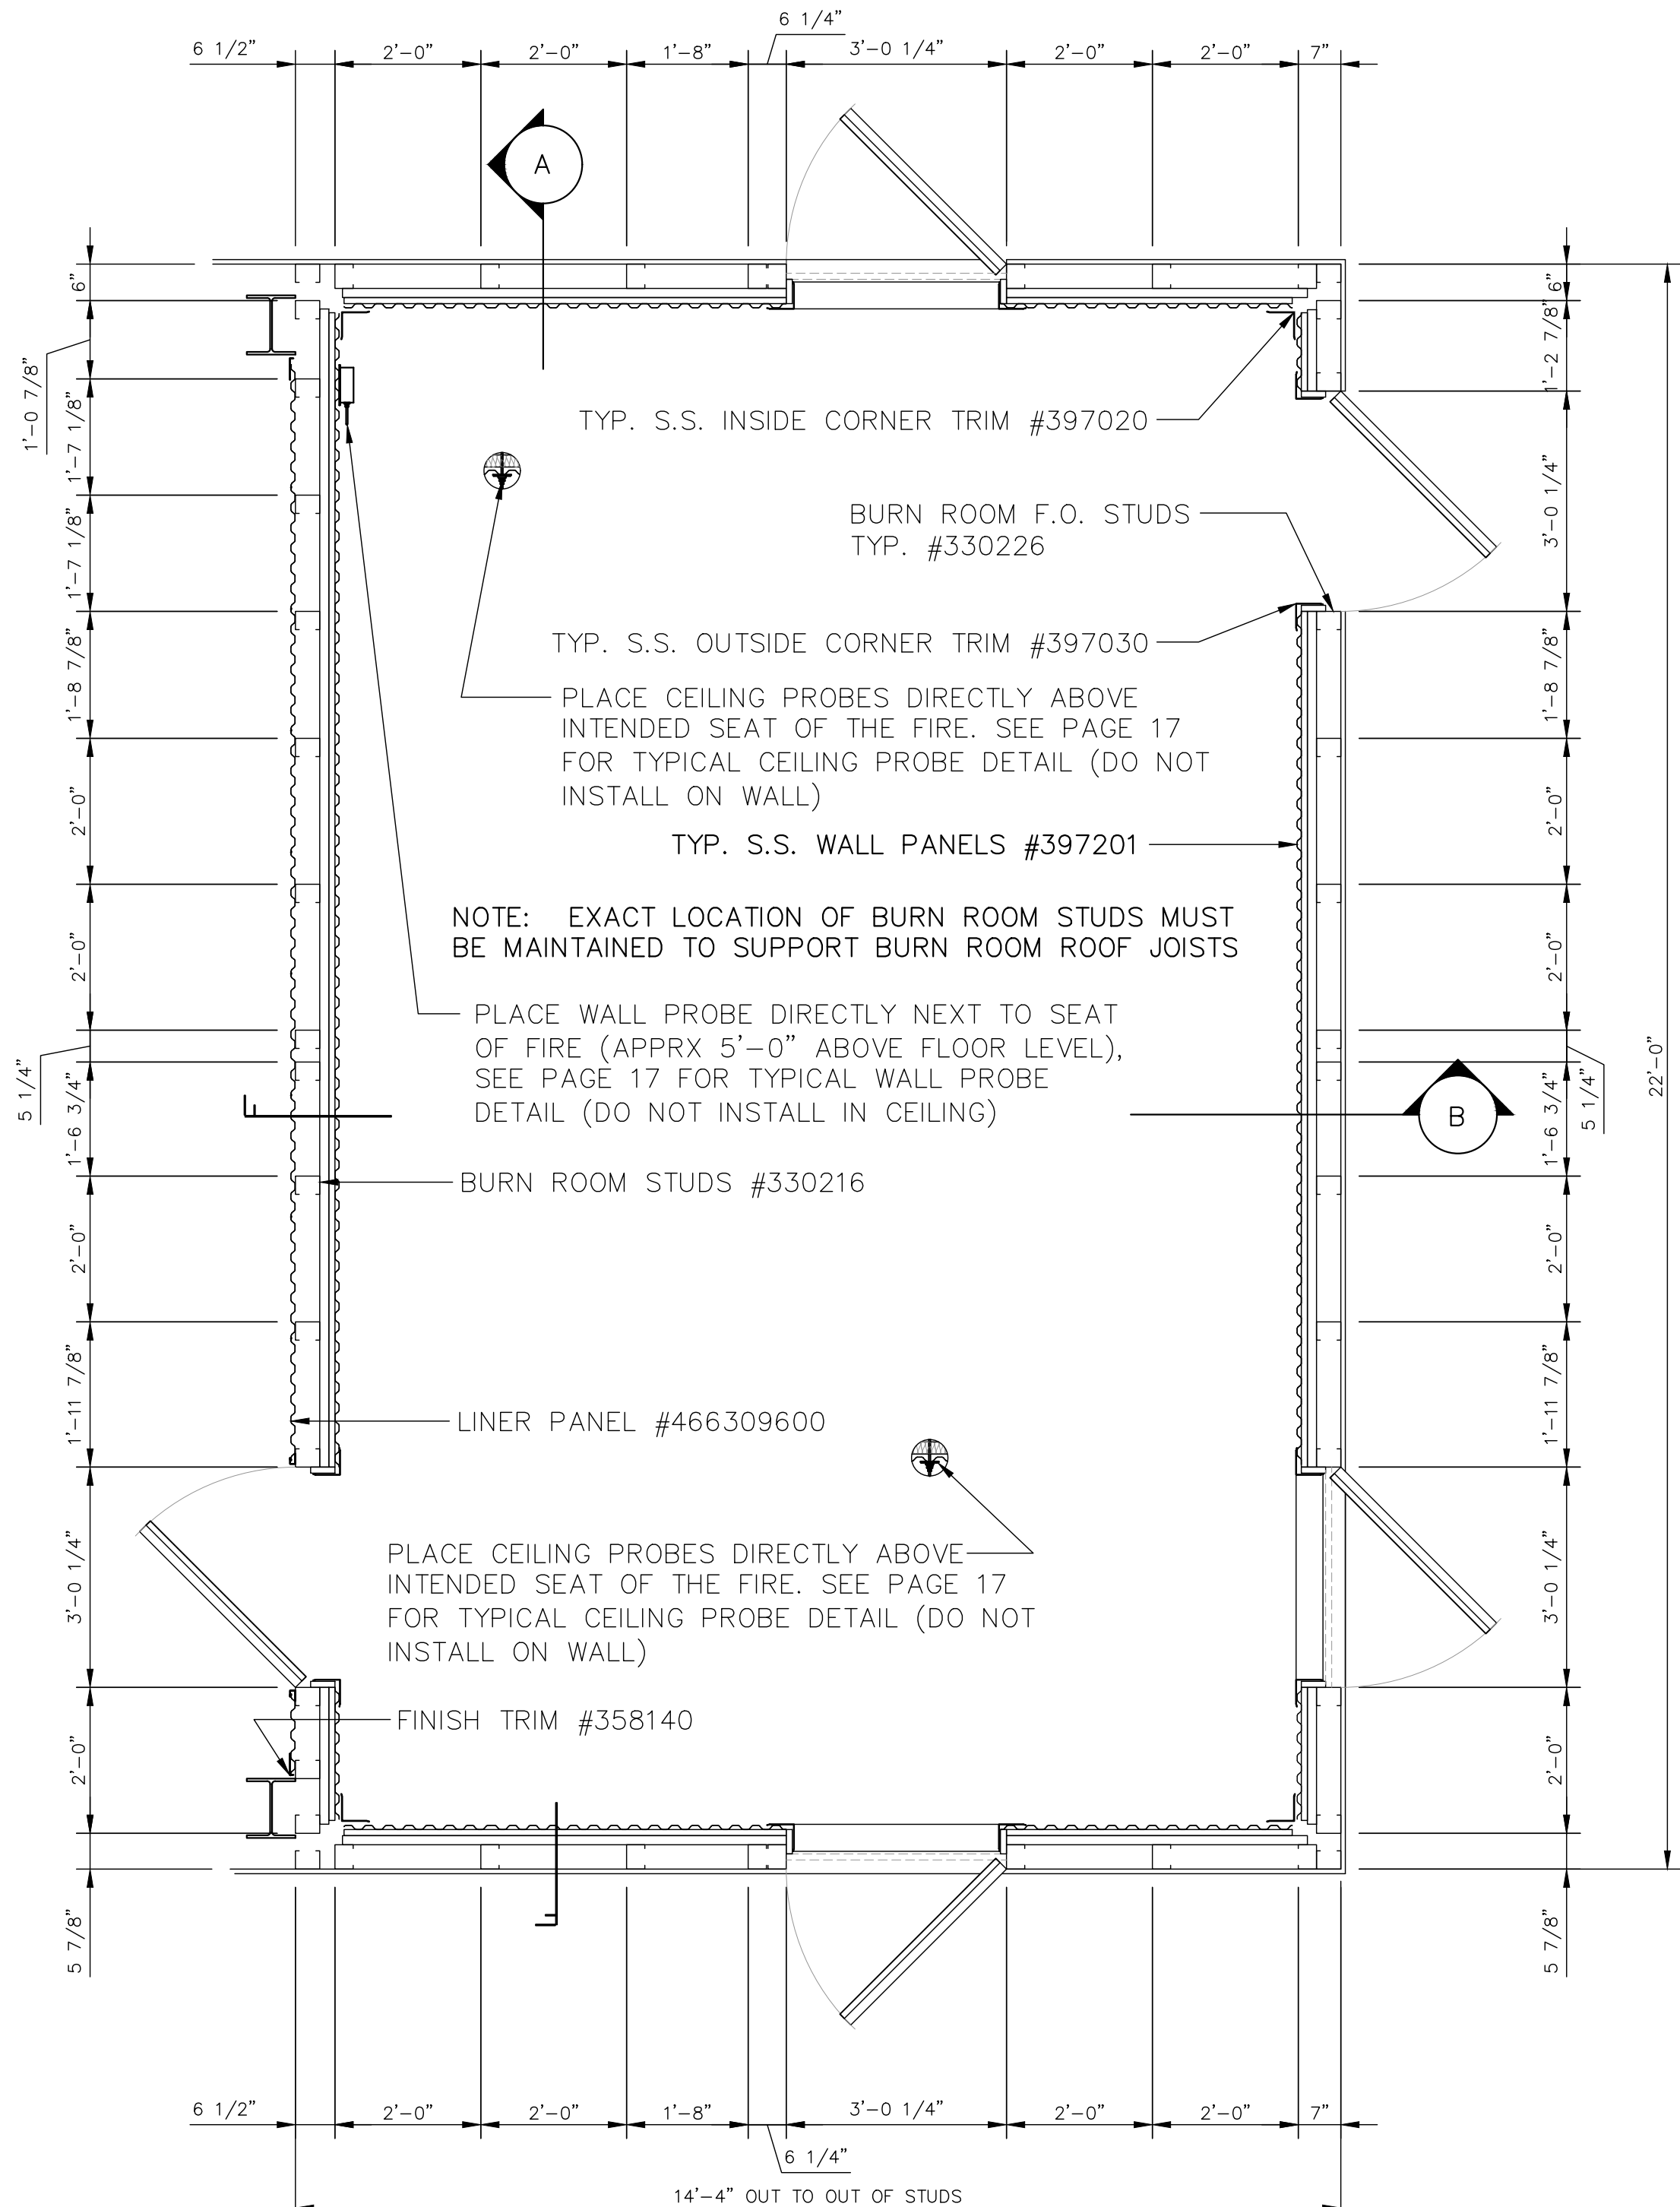 6 1/4"
6 1/2" 2'-0" 2'-0" 1'-8" 3'-0 1/4" 2'-0" 2'-0" 7"
A
6"
1'-0 7/8"
1'-7 1/8"
1'-7 1/8"
1'-8 7/8"
2'-0"
2'-0"
5 1/4"
1'-6 3/4"
2'-0"
1'-11 7/8"
3'-0 1/4"
2'-0"
5 7/8"
TYP. S.S. INSIDE CORNER TRIM #397020
BURN ROOM F.O. STUDS
TYP. #330226
TYP. S.S. OUTSIDE CORNER TRIM #397030
PLACE CEILING PROBES DIRECTLY ABOVE
INTENDED SEAT OF THE FIRE. SEE PAGE 17
FOR TYPICAL CEILING PROBE DETAIL (DO NOT
INSTALL ON WALL)
TYP. S.S. WALL PANELS #397201
NOTE: EXACT LOCATION OF BURN ROOM STUDS MUST
BE MAINTAINED TO SUPPORT BURN ROOM ROOF JOISTS
PLACE WALL PROBE DIRECTLY NEXT TO SEAT
OF FIRE (APPRX 5'-0" ABOVE FLOOR LEVEL),
SEE PAGE 17 FOR TYPICAL WALL PROBE
DETAIL (DO NOT INSTALL IN CEILING)
B
BURN ROOM STUDS #330216
LINER PANEL #466309600
PLACE CEILING PROBES DIRECTLY ABOVE
INTENDED SEAT OF THE FIRE. SEE PAGE 17
FOR TYPICAL CEILING PROBE DETAIL (DO NOT
INSTALL ON WALL)
FINISH TRIM #358140
6"
1'-2 7/8"
3'-0 1/4"
1'-8 7/8"
2'-0"
2'-0"
5 1/4"
1'-6 3/4"
2'-0"
1'-11 7/8"
3'-0 1/4"
2'-0"
5 7/8"
22'-0"
6 1/2" 2'-0" 2'-0" 1'-8" 3'-0 1/4" 2'-0" 2'-0" 7"
6 1/4"
14'-4" OUT TO OUT OF STUDS